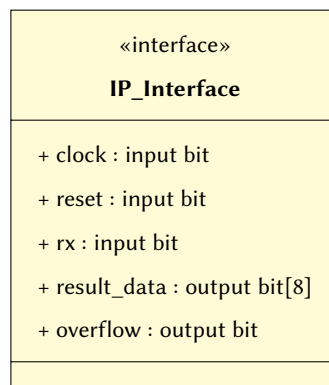 «interface»
IP_Interface
+ clock : input bit
+ reset : input bit
+ rx : input bit
+ result_data : output bit[8]
+ overflow : output bit